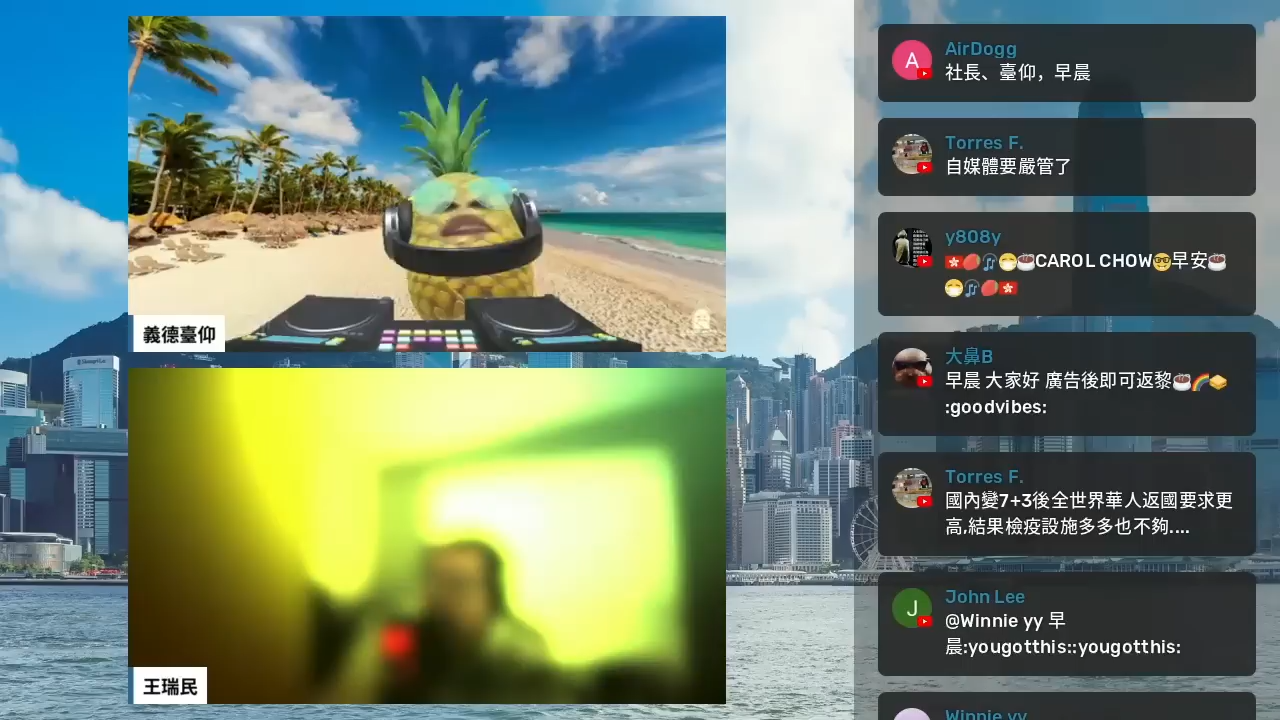 義德臺仰
王瑞民
AirDogg
社長、臺仰，早晨
Torres F.
自媒體要嚴管了
y808y
CAROL CHOW早安
大鼻B
早晨 大家好 廣告後即可返黎
:goodvibes:
Torres F.
國內變7+3後全世界華人返國要求更
高.結果檢疫設施多多也不夠....
John Lee
@Winnie yy 早
晨:yougotthis::yougotthis:
Winnie yy